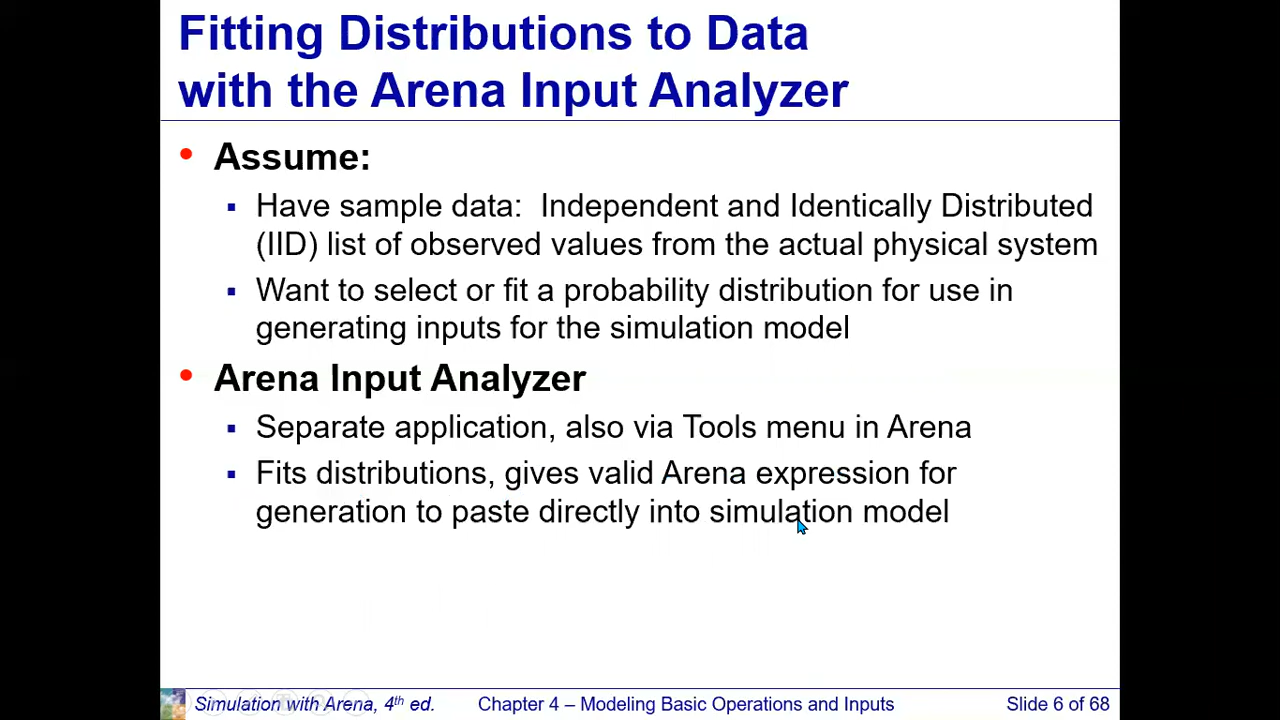 Fitting Distributions to Data
with the Arena Input Analyzer
• Assume:
▪ Have sample data:  Independent and Identically Distributed
(IID) list of observed values from the actual physical system
▪ Want to select or fit a probability distribution for use in
generating inputs for the simulation model
• Arena Input Analyzer
▪ Separate application, also via Tools menu in Arena
▪ Fits distributions, gives valid Arena expression for
generation to paste directly into simulation model
Simulation with Arena, 4th ed. Chapter 4 – Modeling Basic Operations and Inputs Slide 6 of 68